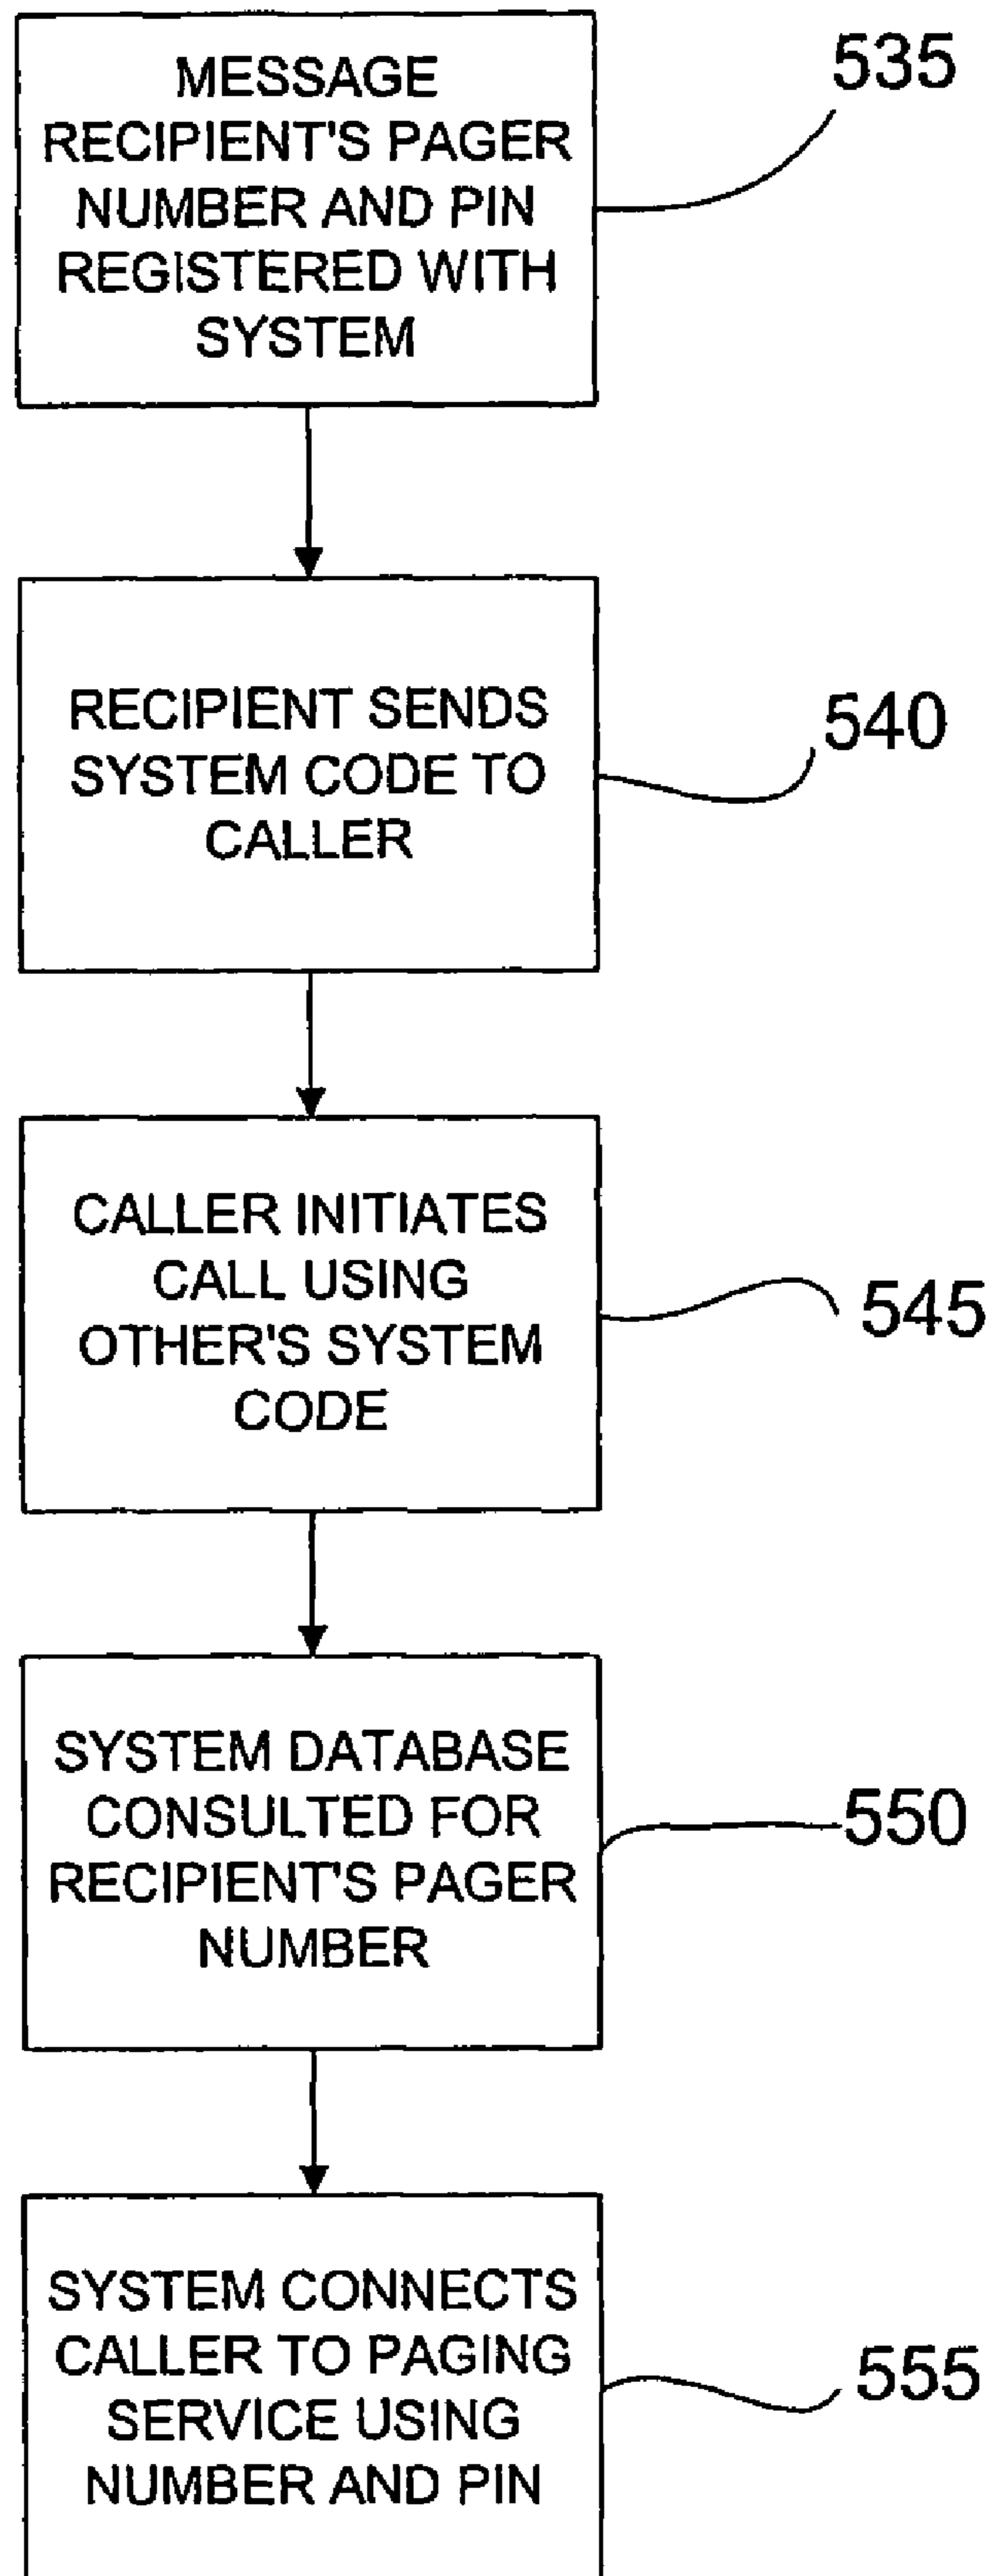 MESSAGE
RECIPIENT'S PAGER
NUMBER AND PIN
REGISTERED WITH
SYSTEM
535
RECIPIENT SENDS
SYSTEM CODE TO
CALLER
540
CALLER INITIATES
CALL USING
OTHER'S SYSTEM
CODE
545
SYSTEM DATABASE
CONSULTED FOR
RECIPIENT'S PAGER
NUMBER
550
SYSTEM CONNECTS
CALLER TO PAGING
SERVICE USING
NUMBER AND PIN
555